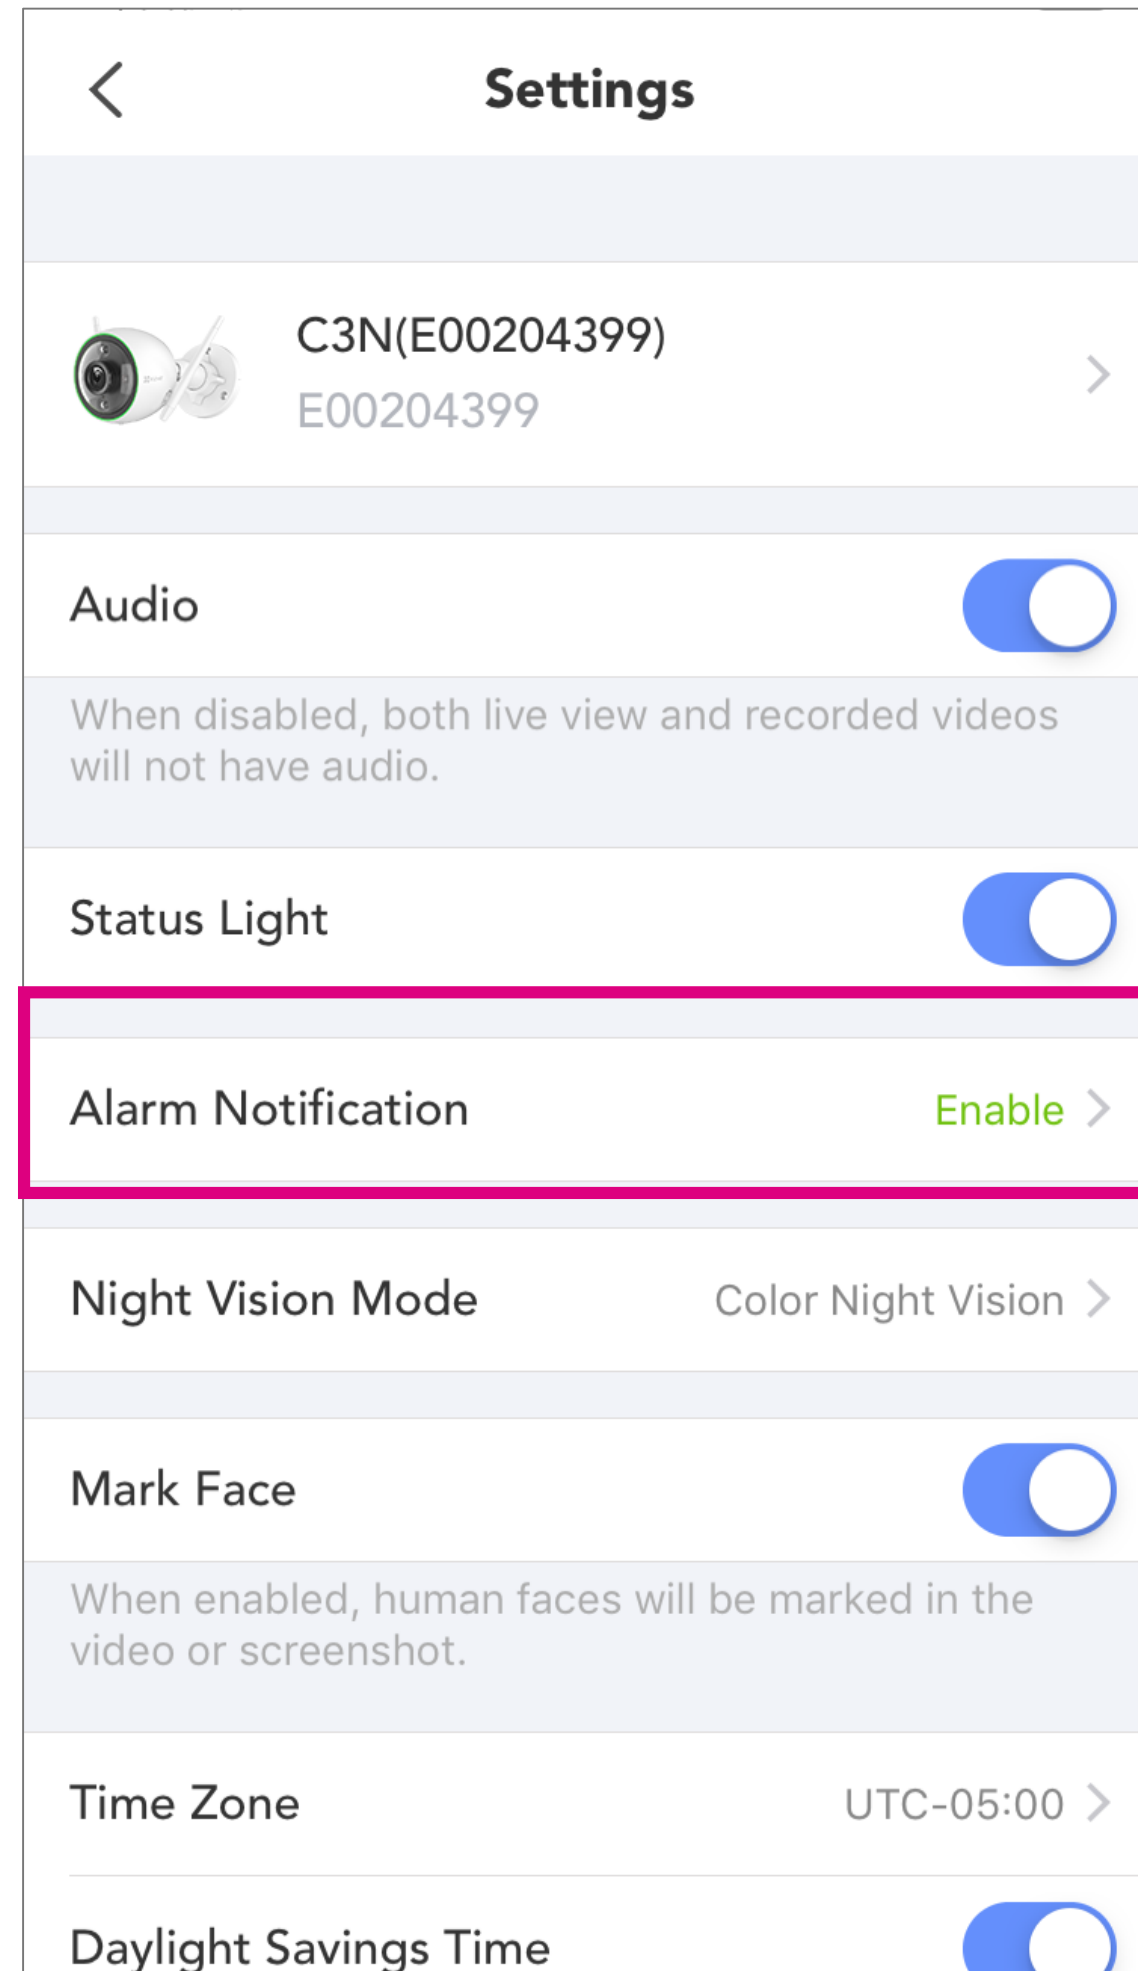 Settings
C3N(E00204399)
E00204399
Audio
When disabled, both live view and recorded videos
will not have audio.
Status Light
Alarm Notification Enable
Night Vision Mode Color Night Vision
Mark Face
When enabled, human faces will be marked in the
video or screenshot.
Time Zone UTC-05:00
Daylight Savings Time